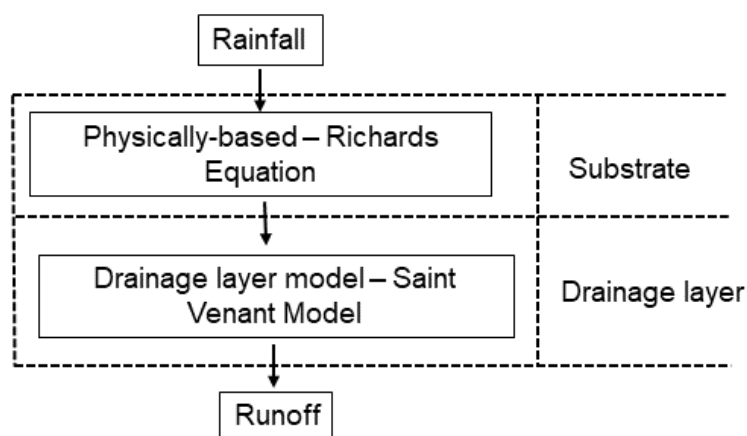 Rainfall
Physically-based – Richards
Equation
Substrate
Drainage layer model – Saint
Venant Model
Drainage layer
Runoff